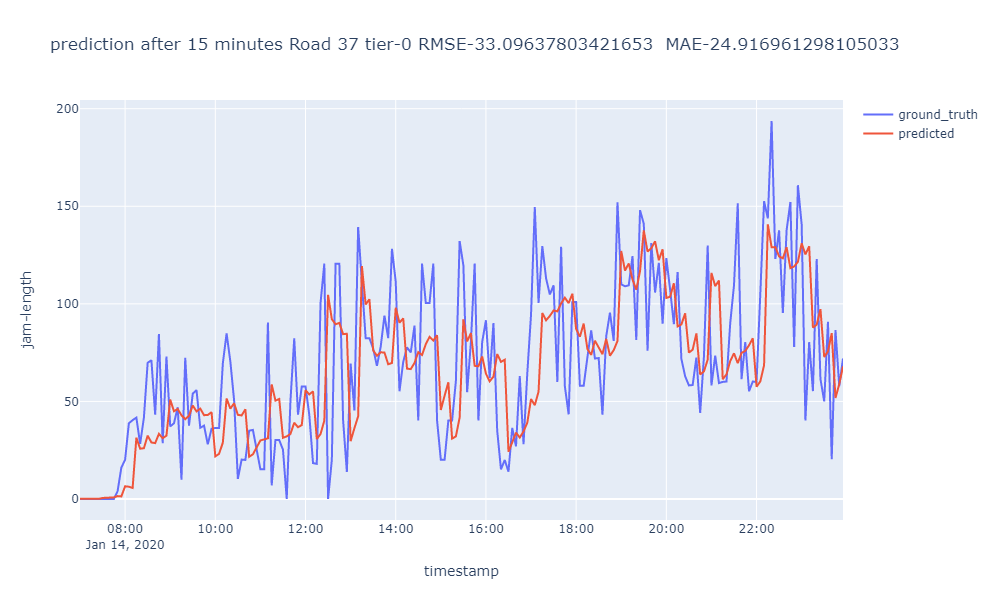 prediction after 15 minutes Road 37 tier-0 RMSE-33.09637803421653 MAE-24.916961298105033
ground_truth
predicted
jam-length
200
150
100
50
0
08:00 10:00 12:00 14:00 16:00 18:00 20:00 22:00
Jan 14, 2020
timestamp